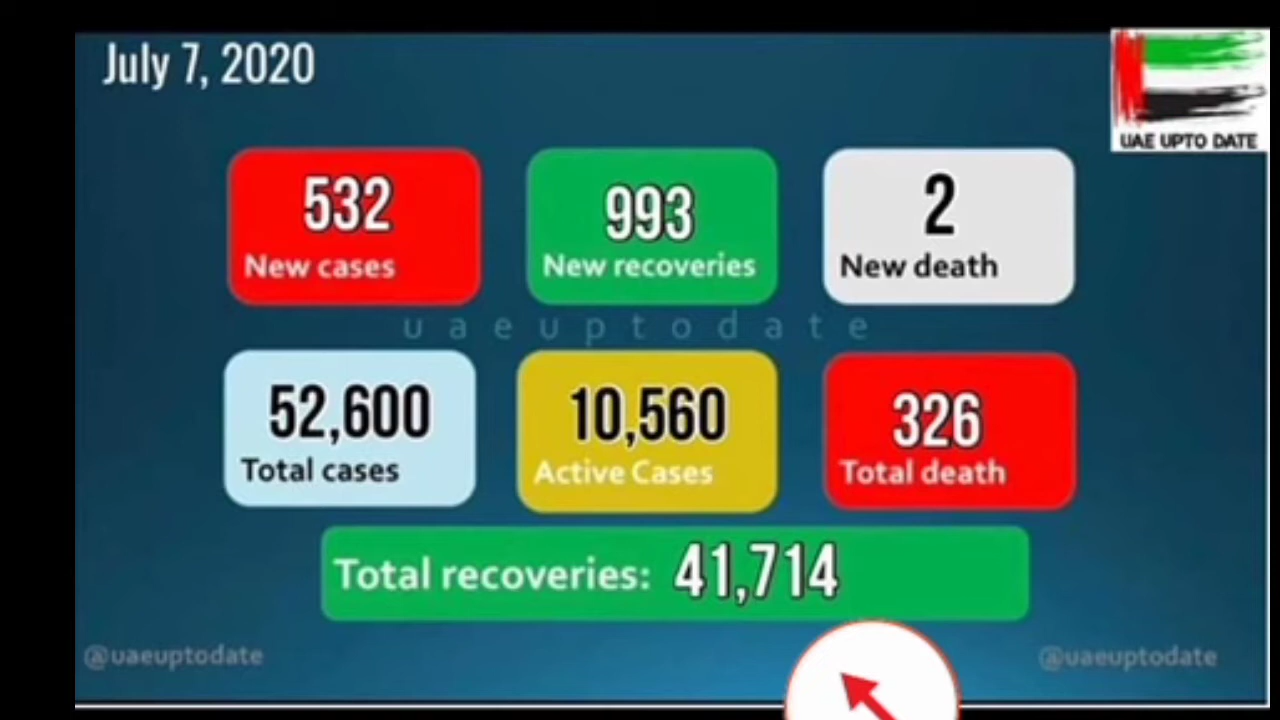 July 7, 2020
UAE UPTO DATE
532
New cases
993
New recoveries
2
New death
uaeuptodate
52,600
Total cases
10,560
Active Cases
326
Total death
Total recoveries: 41,714
@uaeuptodate
@uaeuptodate